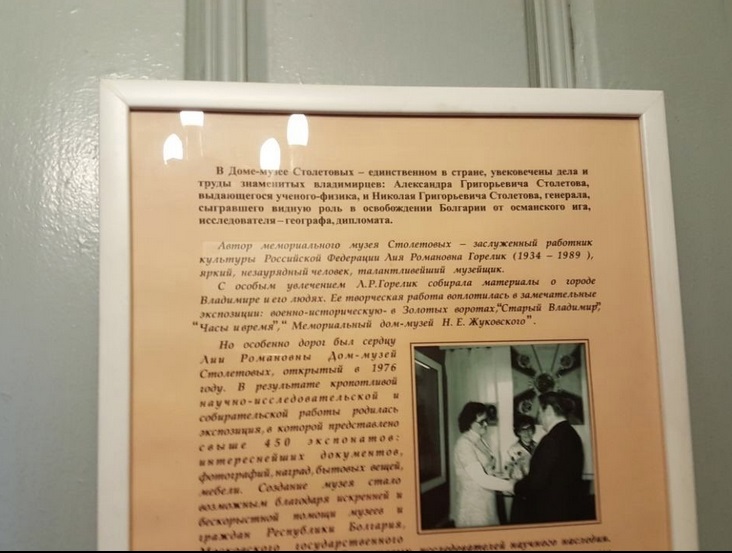 В Доме-музее Столетовых – единственном в стране, увековечены дела и
труды знаменитых владимирцев: Александра Григорьевича Столетова,
выдающегося ученого-физика, и Николая Григорьевича Столетова, генерала,
сыгравшего видную роль в освобождении Болгарии от османского ига,
исследователя – географа, дипломата.
Автор мемориального музея Столетовых – заслуженный работник
культуры Российской Федерации Лия Романовна Горелик (1934 – 1989 ),
яркий, незаурядный человек, талантливейший музейщик.
С особым увлечением Л.Р.Горелик собирала материалы о городе
Владимире и его людях. Ее творческая работа воплотилась в замечательные
экспозиции: военно-историческую- в Золотых воротах,"Старый Владимир",
"Часы и время"," Мемориальный дом-музей Н. Е. Жуковского".
Но особенно дорог был сердцу
Лии Романовны Дом-музей
Столетовых, открытый в 1976
году. В результате кропотливой
научно-исследовательской и
собирательской работы родилась
экспозиция, в которой представлено
свыше 450 экспонатов:
интереснейших документов,
фотографий, наград, бытовых вещей,
мебели. Создание музея стало
возможным благодаря искренней и
бескорыстной помощи музеев и
граждан Республики Болгария,
Московского государственного
исследователей научного наследия.